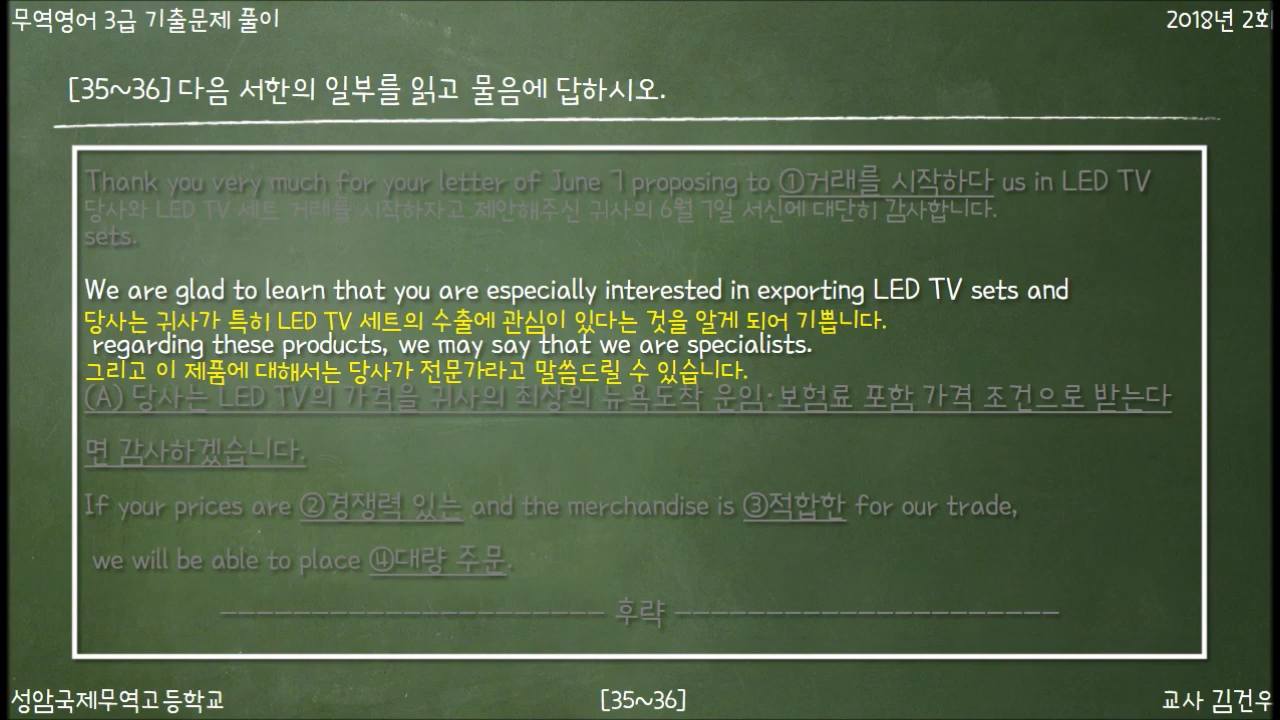 무역영어 3급 기출문제 풀이
2018년 2회
[35~36] 다음 서한의 일부를 읽고 물음에 답하시오.
Thank you very much for your letter of June 7 proposing to ①거래를 시작하다 us in LED TV
당사와 LED TV 세트 거래를 시작하자고 제안해주신 귀사의 6월 7일 서신에 대단히 감사합니다.
sets.
We are glad to learn that you are especially interested in exporting LED TV sets and
당사는 귀사가 특히 LED TV 세트의 수출에 관심이 있다는 것을 알게 되어 기쁩니다.
regarding these products, we may say that we are specialists.
그리고 이 제품에 대해서는 당사가 전문가라고 말씀드릴 수 있습니다.
(A) 당사는 LED TV의 가격을 귀사의 최상의 뉴욕도착 운임·보험료 포함 가격 조건으로 받는다
면 감사하겠습니다.
If your prices are ②경쟁력 있는 and the merchandise is ③적합한 for our trade,
we will be able to place ④대량 주문.
후략
성암국제무역고등학교
[35~36]
교사 김건우